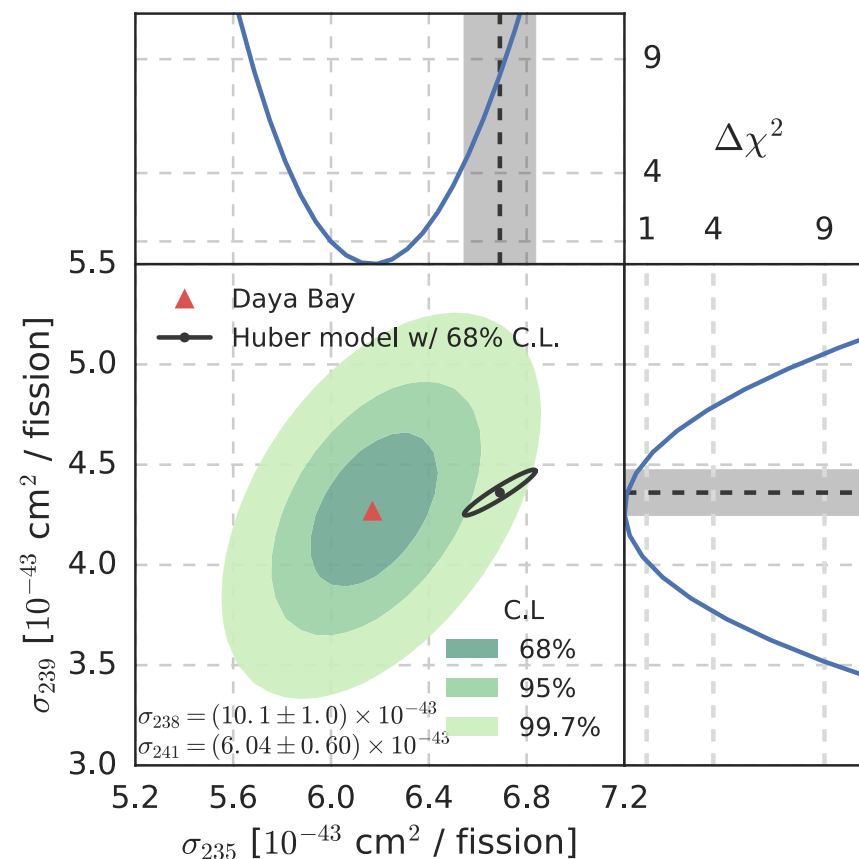 9
4
Δχ²
1 4 9
5.5
5.0
4.5
4.0
3.5
3.0
σ₂₃₉ [10⁻⁴³ cm² / fission]
Daya Bay
Huber model w/ 68% C.L.
C.L
68%
95%
99.7%
σ₂₃₈ = (10.1 ± 1.0) × 10⁻⁴³
σ₂₄₁ = (6.04 ± 0.60) × 10⁻⁴³
5.2 5.6 6.0 6.4 6.8 7.2
σ₂₃₅ [10⁻⁴³ cm² / fission]